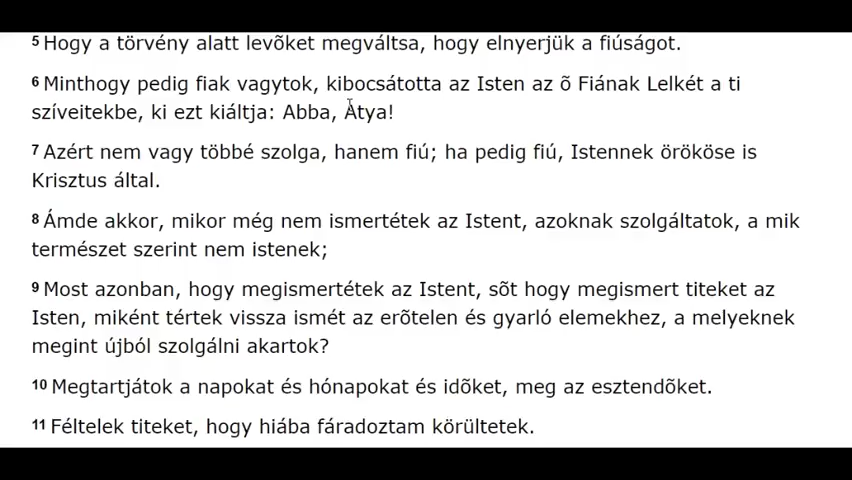 5 Hogy a törvény alatt levõket megváltsa, hogy elnyerjük a fiúságot.
6 Minthogy pedig fiak vagytok, kibocsátotta az Isten az õ Fiának Lelkét a ti
szíveitekbe, ki ezt kiáltja: Abba, Atya!
7 Azért nem vagy többé szolga, hanem fiú; ha pedig fiú, Istennek örököse is
Krisztus által.
8 Ámde akkor, mikor még nem ismertétek az Istent, azoknak szolgáltatok, a mik
természet szerint nem istenek;
9 Most azonban, hogy megismertétek az Istent, sõt hogy megismert titeket az
Isten, miként tértek vissza ismét az erõtelen és gyarló elemekhez, a melyeknek
megint újból szolgálni akartok?
10 Megtartjátok a napokat és hónapokat és idõket, meg az esztendõket.
11 Féltelek titeket, hogy hiába fáradoztam körültetek.